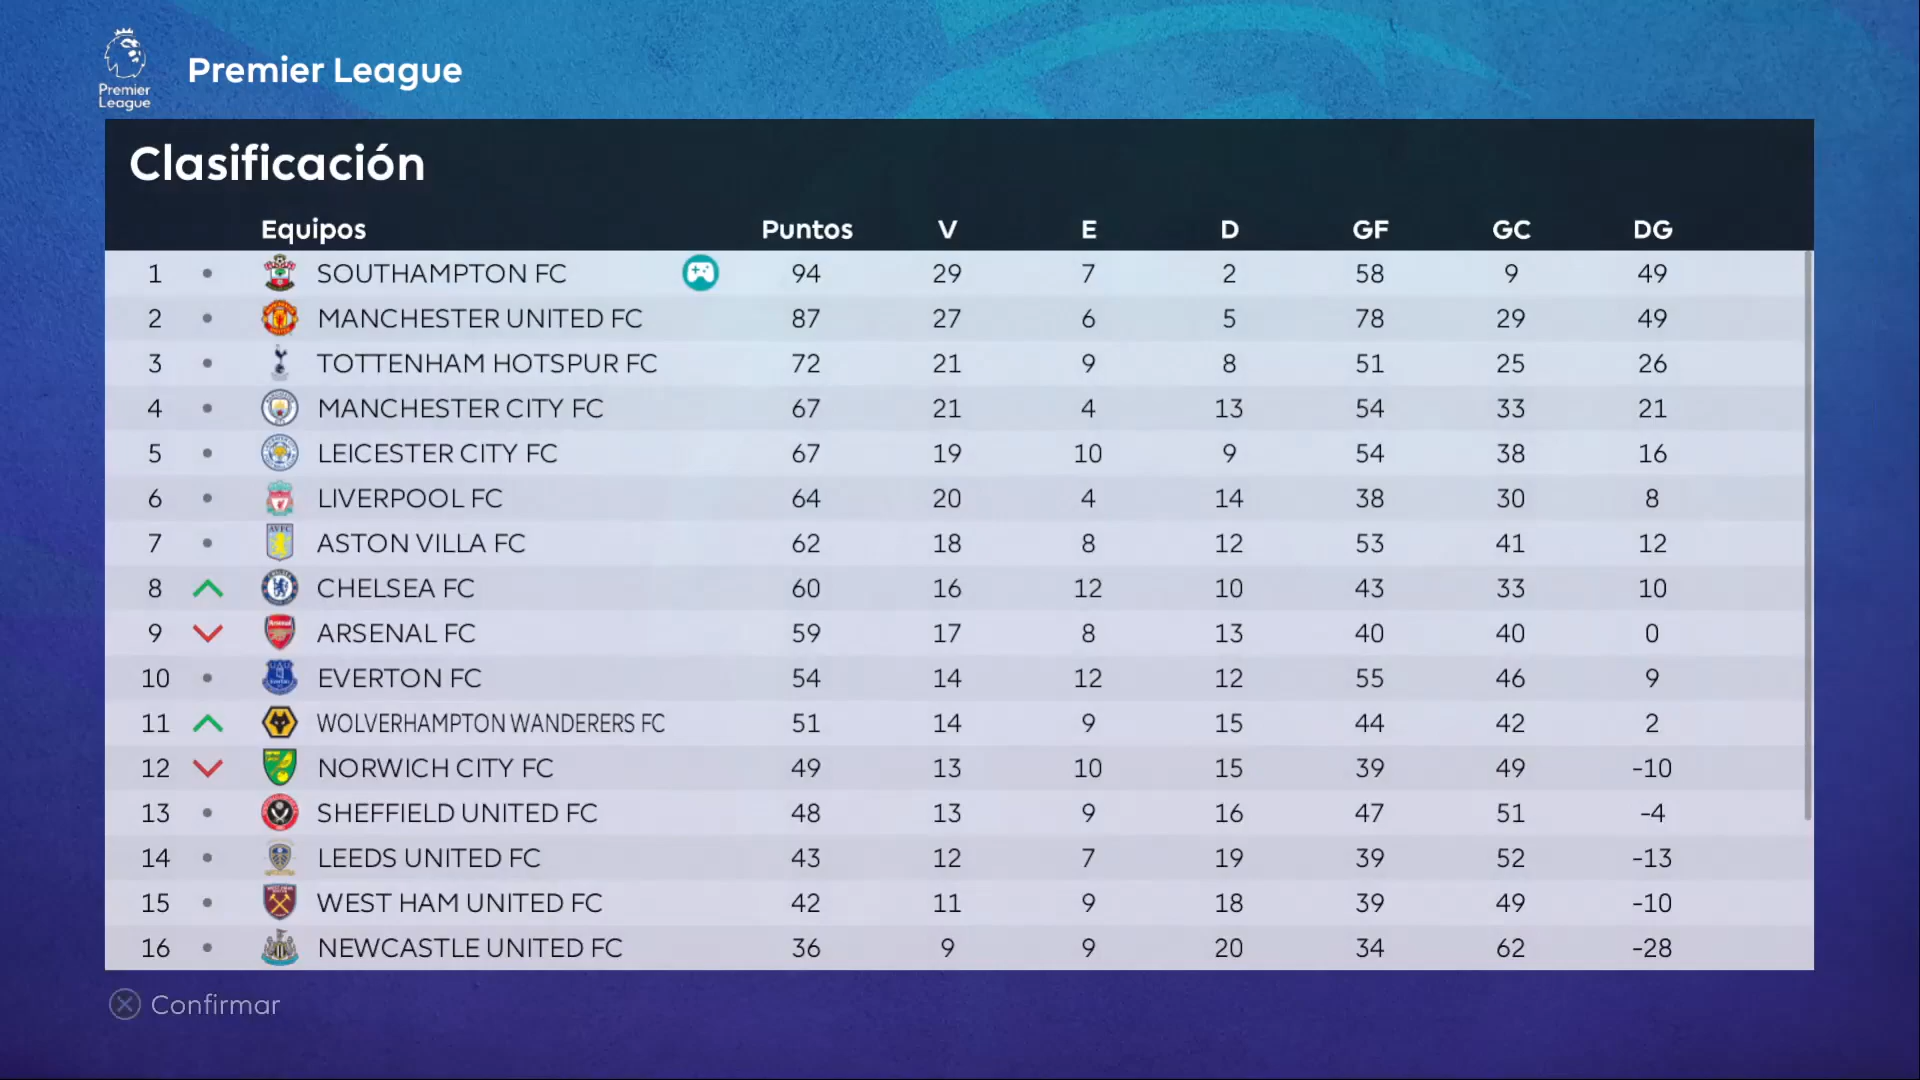 Premier League
Premier League
Clasificación
Equipos Puntos V E D GF GC DG
1 SOUTHAMPTON FC 94 29 7 2 58 9 49
2 MANCHESTER UNITED FC 87 27 6 5 78 29 49
3 TOTTENHAM HOTSPUR FC 72 21 9 8 51 25 26
4 MANCHESTER CITY FC 67 21 4 13 54 33 21
5 LEICESTER CITY FC 67 19 10 9 54 38 16
6 LIVERPOOL FC 64 20 4 14 38 30 8
7 ASTON VILLA FC 62 18 8 12 53 41 12
8 CHELSEA FC 60 16 12 10 43 33 10
9 ARSENAL FC 59 17 8 13 40 40 0
10 EVERTON FC 54 14 12 12 55 46 9
11 WOLVERHAMPTON WANDERERS FC 51 14 9 15 44 42 2
12 NORWICH CITY FC 49 13 10 15 39 49 -10
13 SHEFFIELD UNITED FC 48 13 9 16 47 51 -4
14 LEEDS UNITED FC 43 12 7 19 39 52 -13
15 WEST HAM UNITED FC 42 11 9 18 39 49 -10
16 NEWCASTLE UNITED FC 36 9 9 20 34 62 -28
Confirmar